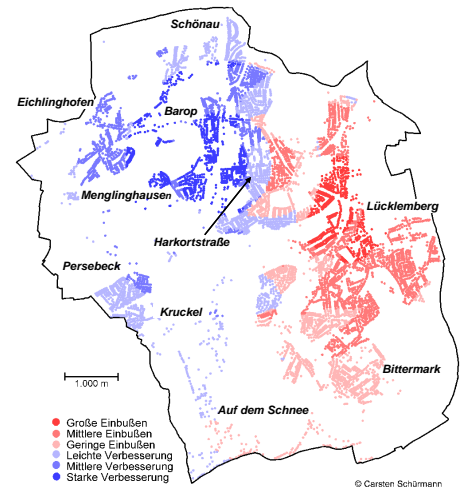 Schönau
Eichlinghofen
Barop
Menglinghausen
Lücklemberg
Harkortstraße
Persebeck
Kruckel
Bittermark
1.000 m
Auf dem Schnee
Große Einbußen
Mittlere Einbußen
Geringe Einbußen
Leichte Verbesserung
Mittlere Verbesserung
Starke Verbesserung
© Carsten Schürmann